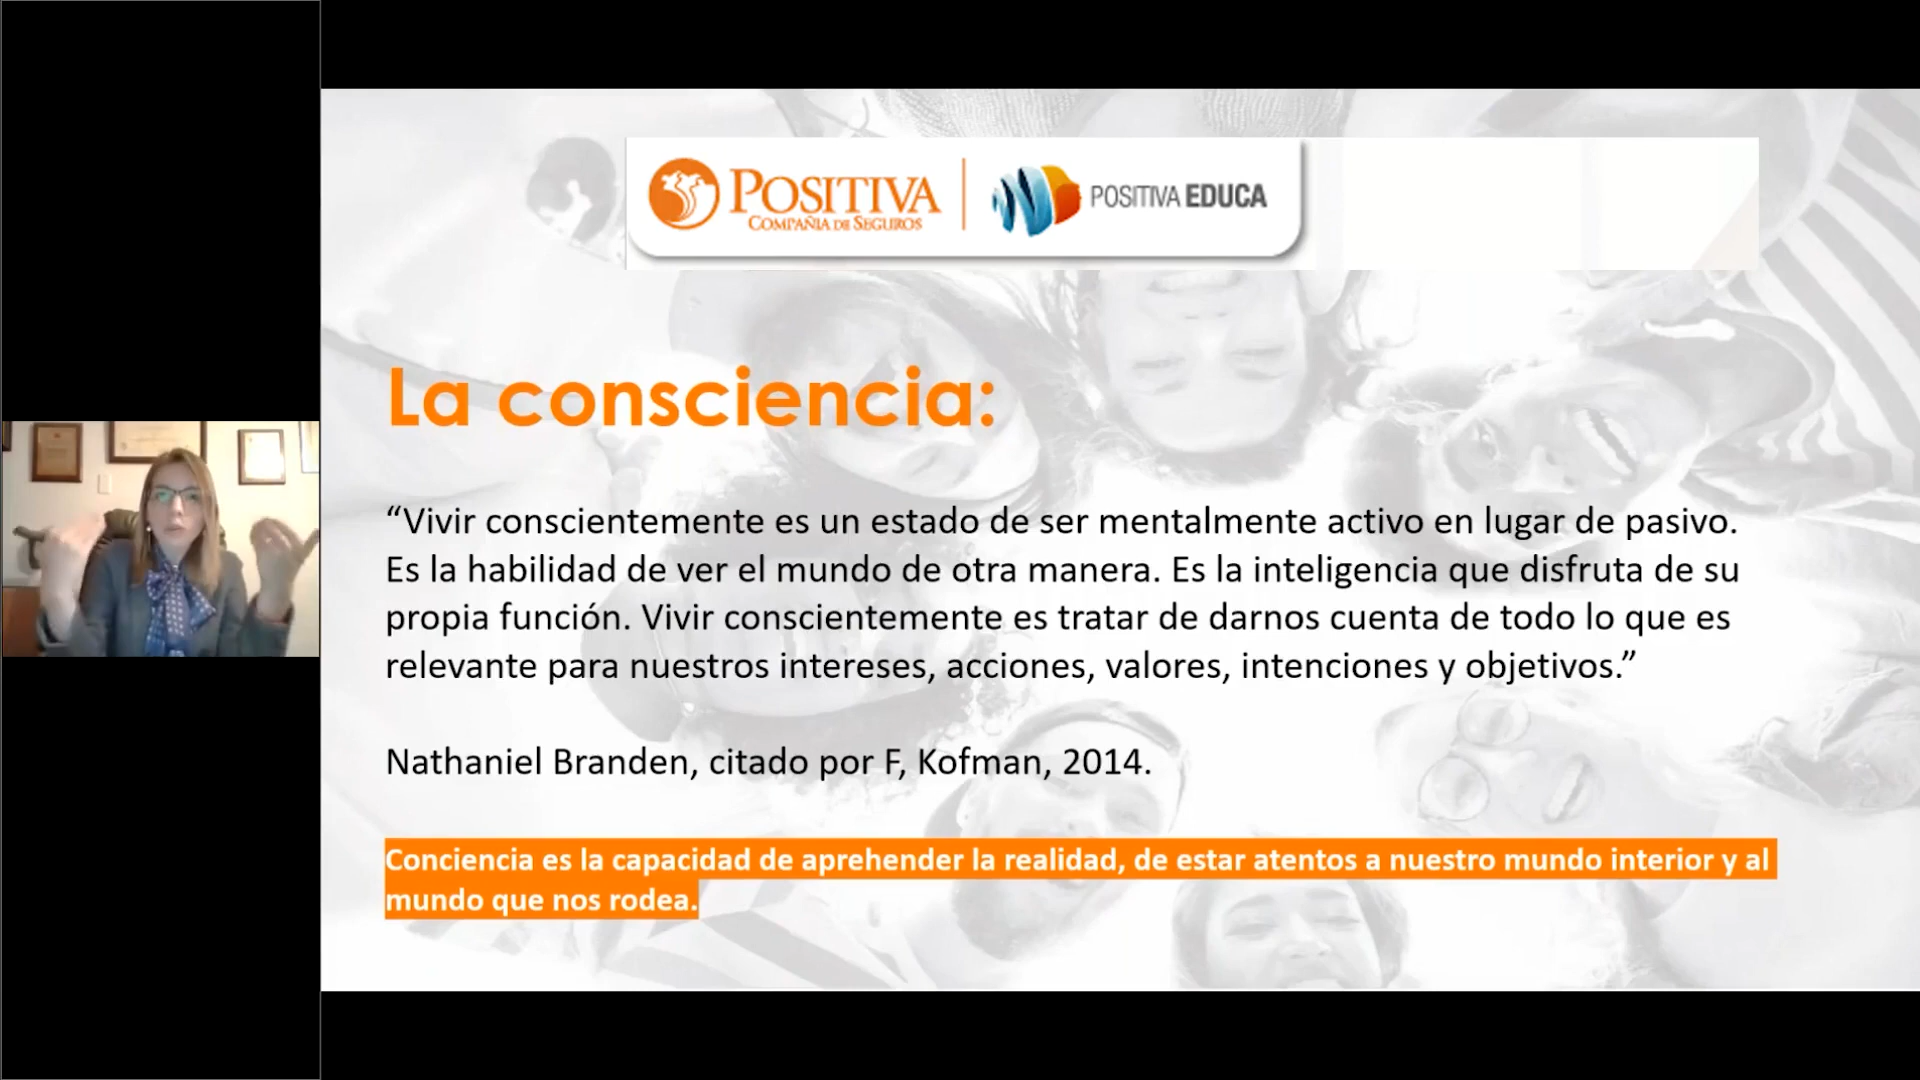 POSITIVA
COMPAÑIA DE SEGUROS
POSITIVA EDUCA
La consciencia:
“Vivir conscientemente es un estado de ser mentalmente activo en lugar de pasivo.
Es la habilidad de ver el mundo de otra manera. Es la inteligencia que disfruta de su
propia función. Vivir conscientemente es tratar de darnos cuenta de todo lo que es
relevante para nuestros intereses, acciones, valores, intenciones y objetivos.”
Nathaniel Branden, citado por F, Kofman, 2014.
Conciencia es la capacidad de aprehender la realidad, de estar atentos a nuestro mundo interior y al
mundo que nos rodea.